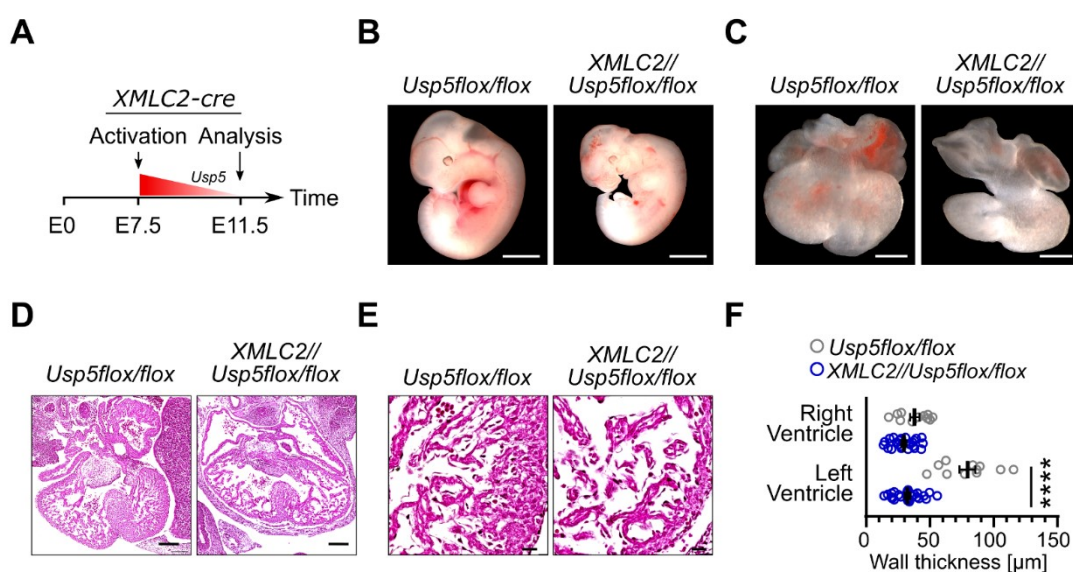 A
XMLC2-cre
Activation
Analysis
Usp5
Time
E0
E7.5
E11.5
B
Usp5flox/flox
XMLC2//
Usp5flox/flox
C
Usp5flox/flox
XMLC2//
Usp5flox/flox
D
Usp5flox/flox
XMLC2//
Usp5flox/flox
E
Usp5flox/flox
XMLC2//
Usp5flox/flox
F
Usp5flox/flox
XMLC2//Usp5flox/flox
Right
Ventricle
Left
Ventricle
****
0
50
100
150
Wall thickness [µm]